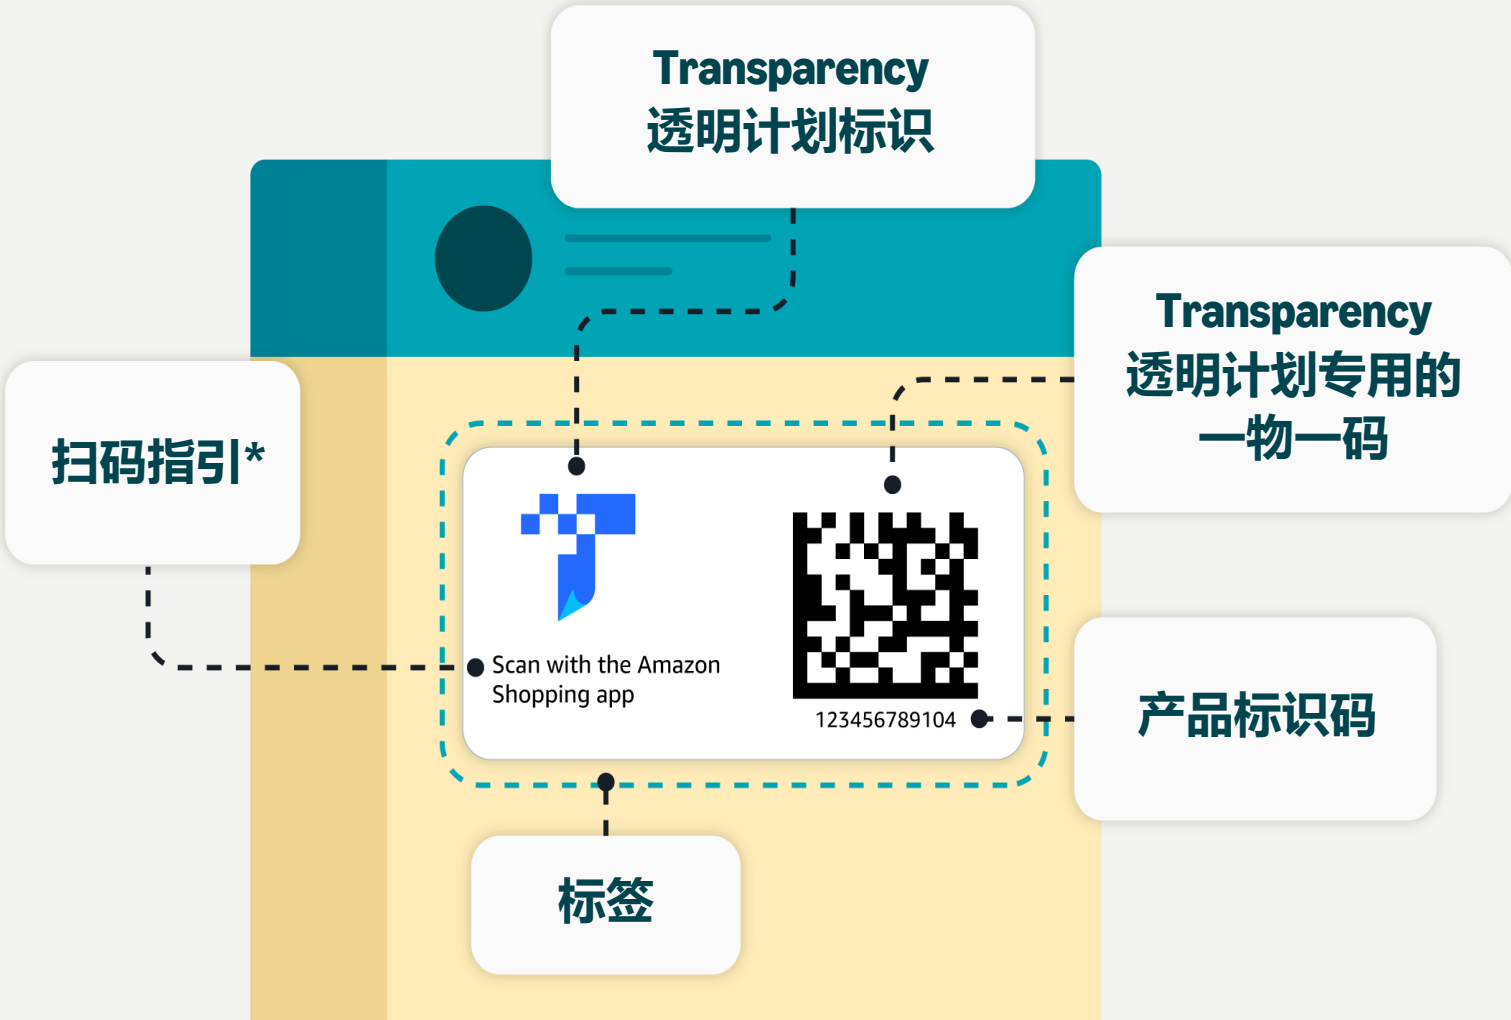 Transparency
透明计划标识
Transparency
透明计划专用的
一物一码
扫码指引*
Scan with the Amazon
Shopping app
123456789104
产品标识码
标签